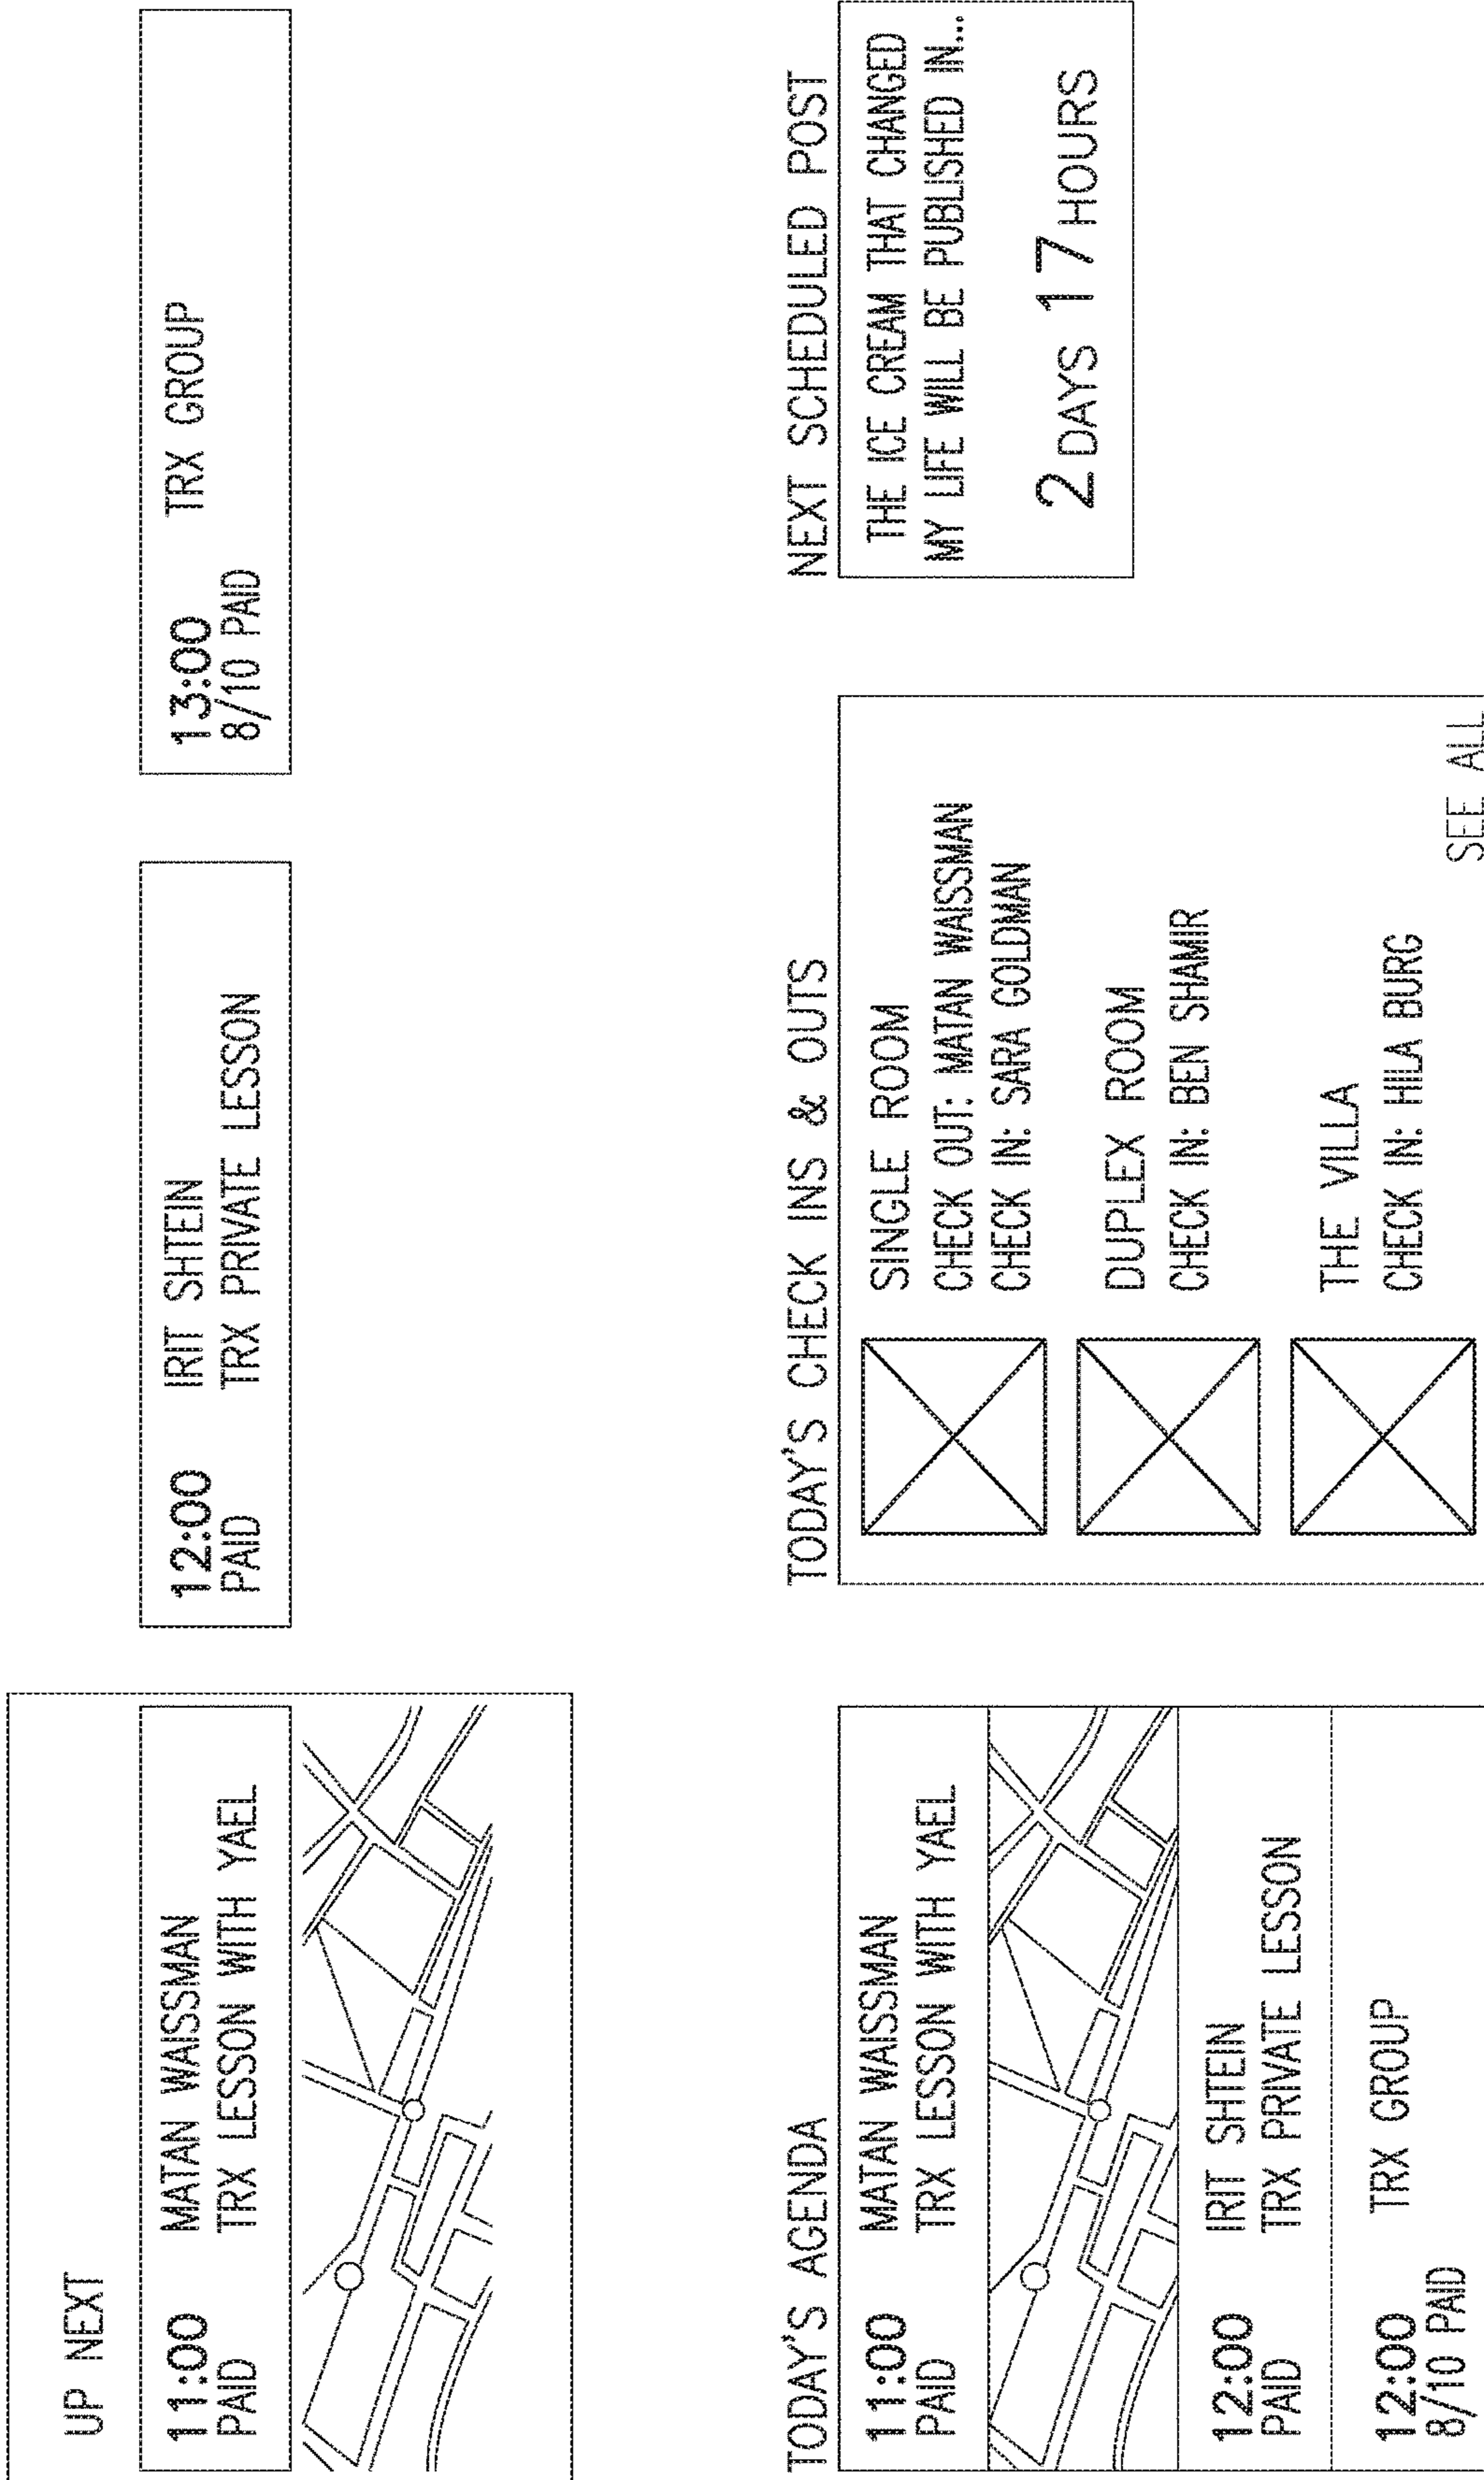 UP NEXT
11:00 MATAN WAISSMAN
PAID TRX LESSON WITH YAEL
12:00 IRIT SHTEIN
PAID TRX PRIVATE LESSON
13:00 TRX GROUP
8/10 PAID
TODAY'S AGENDA
11:00 MATAN WAISSMAN
PAID TRX LESSON WITH YAEL
12:00 IRIT SHTEIN
PAID TRX PRIVATE LESSON
12:00 TRX GROUP
8/10 PAID
TODAY'S CHECK INS & OUTS
SINGLE ROOM
CHECK OUT: MATAN WAISSMAN
CHECK IN: SARA GOLDMAN
DUPLEX ROOM
CHECK IN: BEN SHAMIR
THE VILLA
CHECK IN: HILA BURG
SEE ALL
NEXT SCHEDULED POST
THE ICE CREAM THAT CHANGED
MY LIFE WILL BE PUBLISHED IN...
2 DAYS 17 HOURS